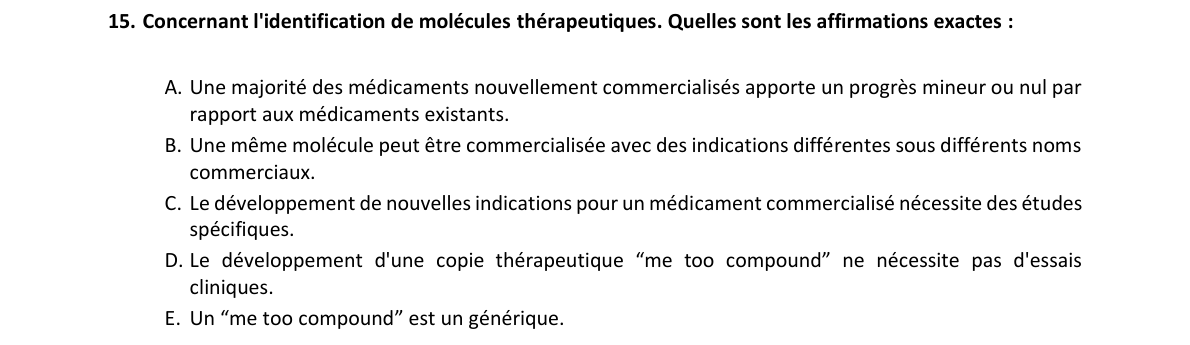 15. Concernant l'identification de molécules thérapeutiques. Quelles sont les affirmations exactes :
A. Une majorité des médicaments nouvellement commercialisés apporte un progrès mineur ou nul par
rapport aux médicaments existants.
B. Une même molécule peut être commercialisée avec des indications différentes sous différents noms
commerciaux.
C. Le développement de nouvelles indications pour un médicament commercialisé nécessite des études
spécifiques.
D. Le développement d'une copie thérapeutique “me too compound” ne nécessite pas d'essais
cliniques.
E. Un “me too compound” est un générique.